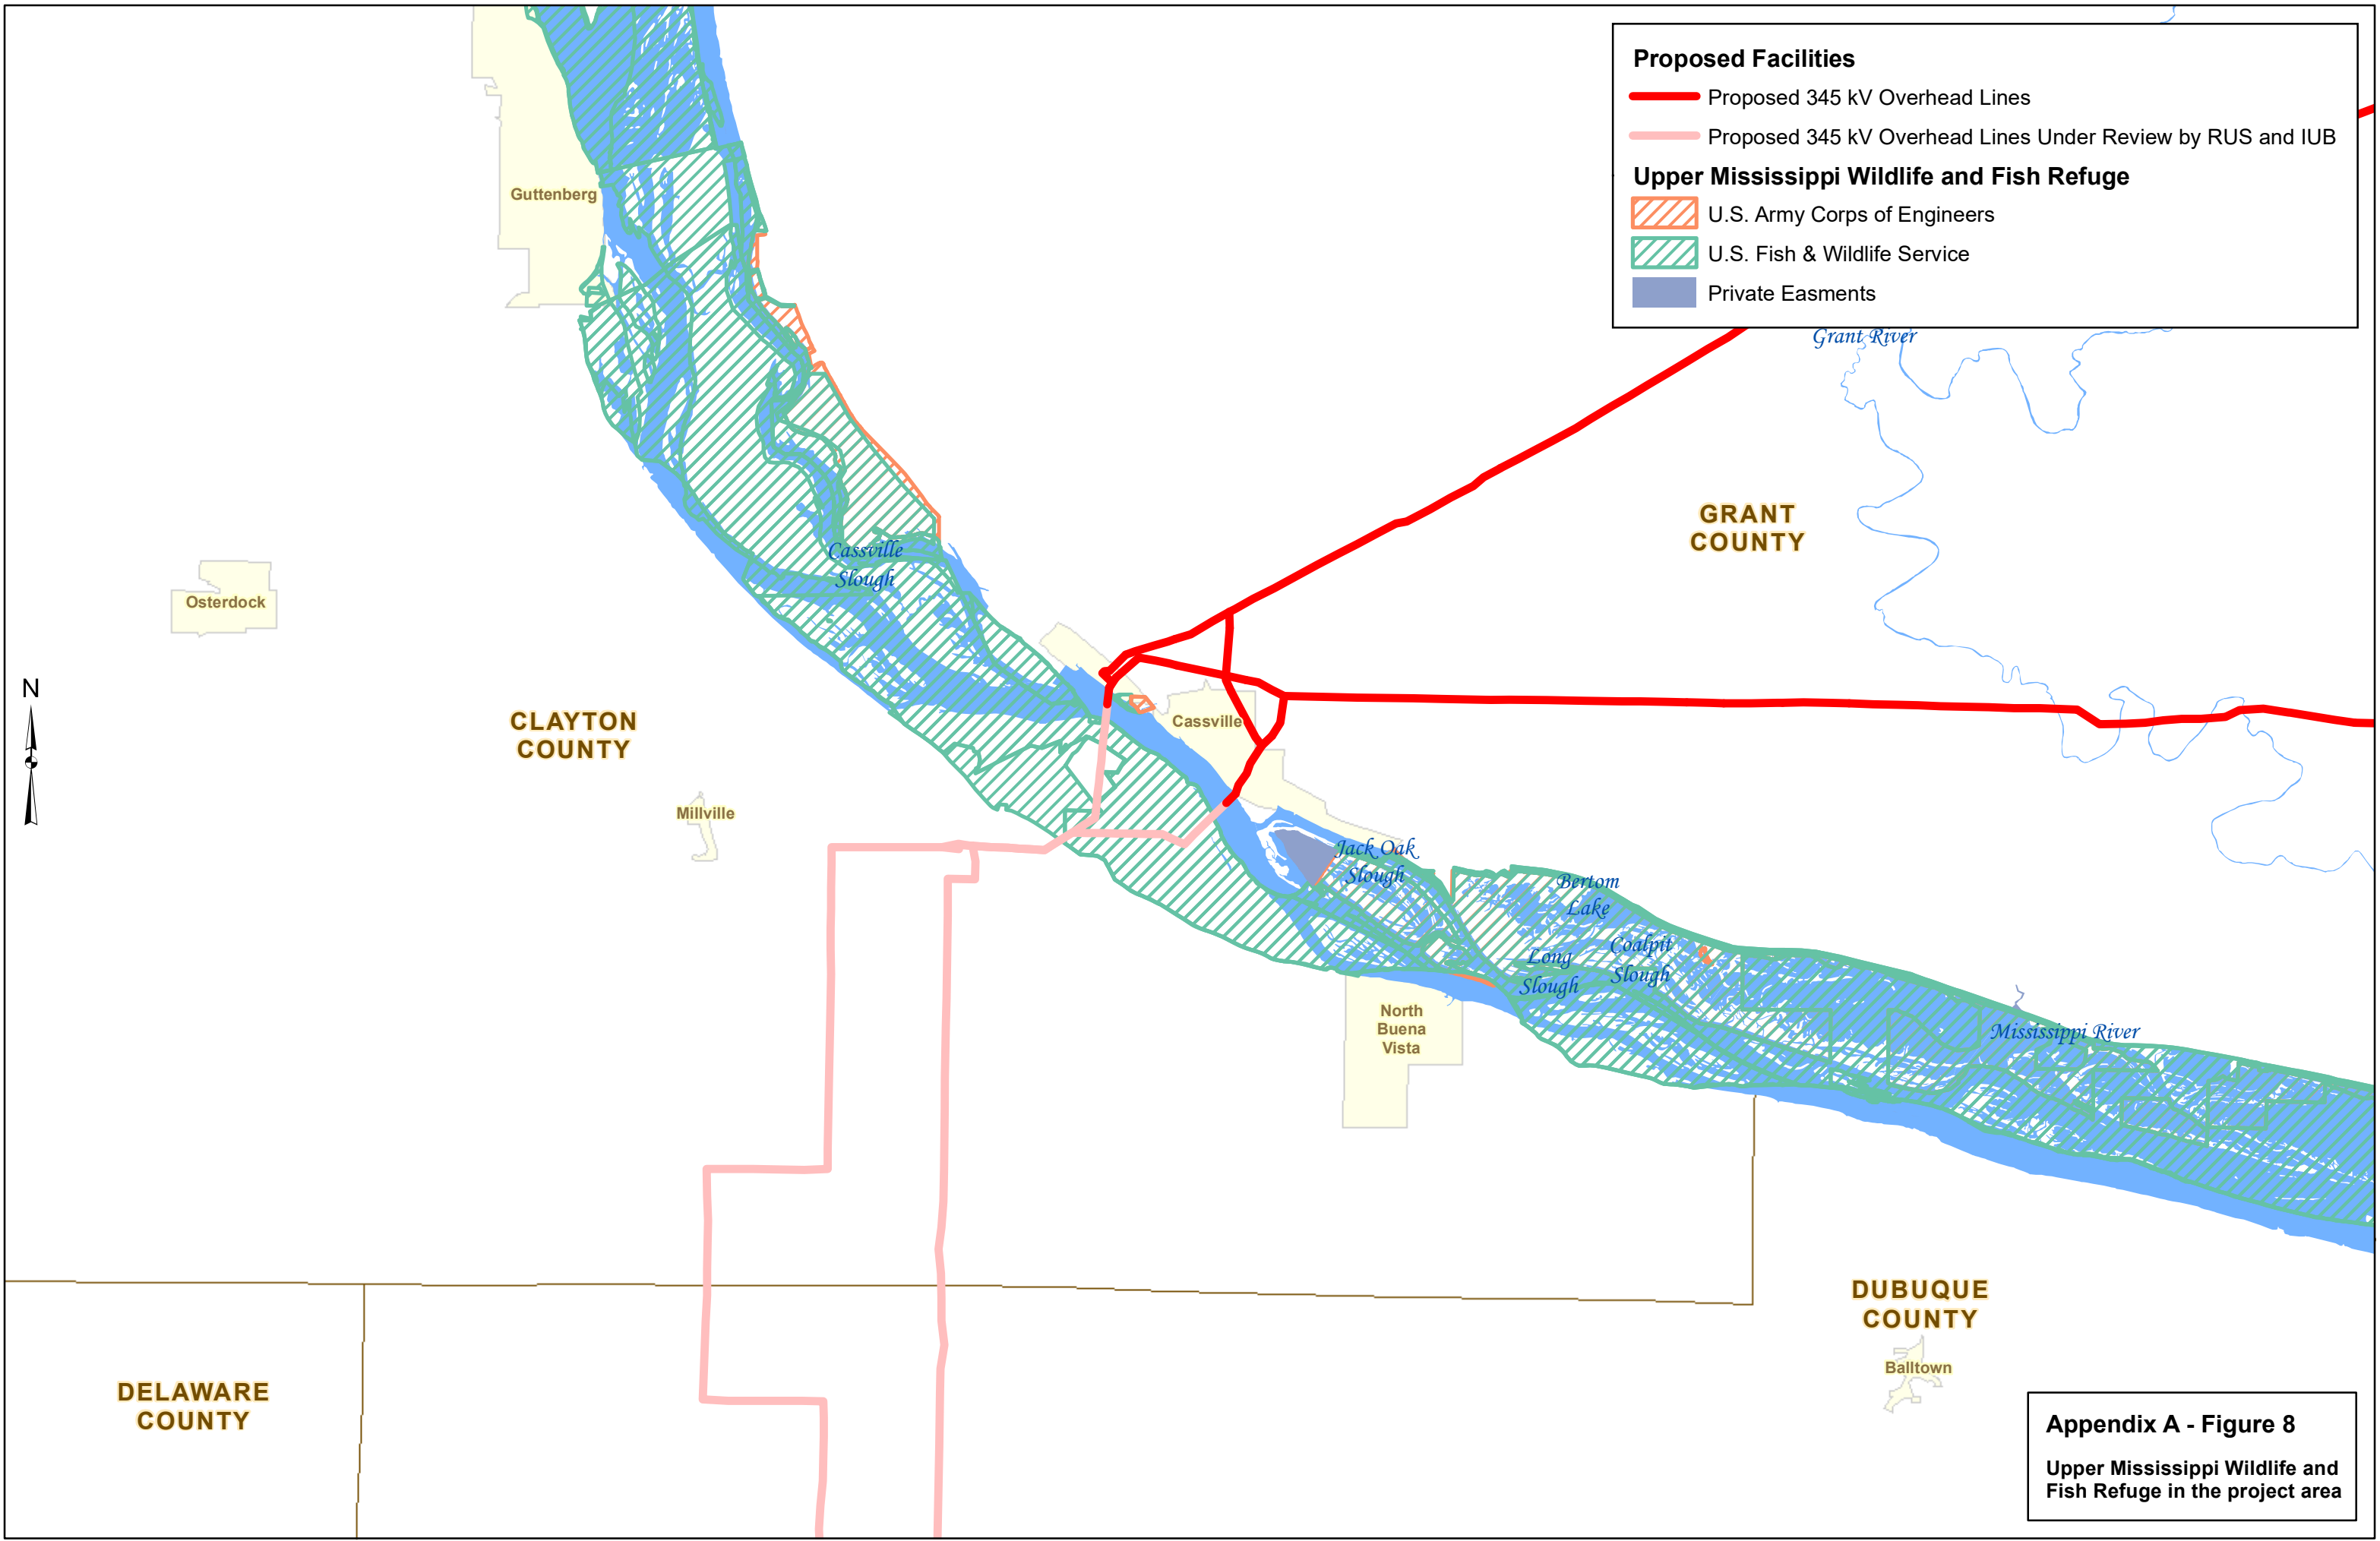 Proposed Facilities
Proposed 345 kV Overhead Lines
Proposed 345 kV Overhead Lines Under Review by RUS and IUB
Upper Mississippi Wildlife and Fish Refuge
U.S. Army Corps of Engineers
U.S. Fish & Wildlife Service
Private Easments
Guttenberg
Grant River
GRANT
COUNTY
Cassville
Slough
Osterdock
N
CLAYTON
COUNTY
Cassville
Millville
Jack Oak
Slough
Bertom
Lake
Coalpit
Slough
Long
Slough
North
Buena
Vista
Mississippi River
DUBUQUE
COUNTY
Balltown
DELAWARE
COUNTY
Appendix A - Figure 8
Upper Mississippi Wildlife and
Fish Refuge in the project area